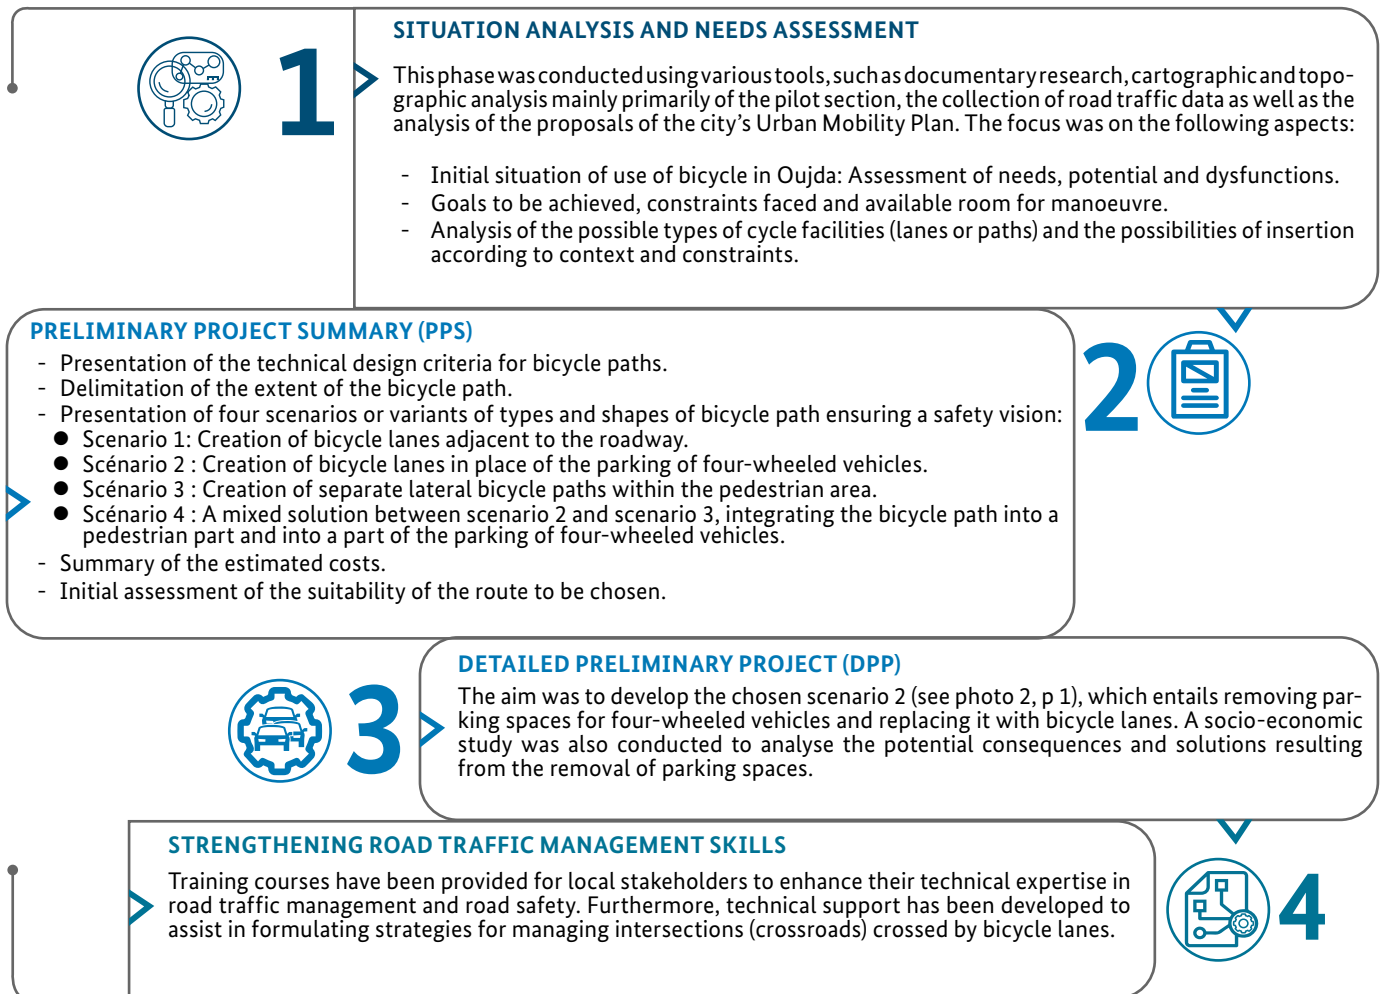 1
SITUATION ANALYSIS AND NEEDS ASSESSMENT
This phase was conducted using various tools, such as documentary research, cartographic and topo-
graphic analysis mainly primarily of the pilot section, the collection of road traffic data as well as the
analysis of the proposals of the city's Urban Mobility Plan. The focus was on the following aspects:
- Initial situation of use of bicycle in Oujda: Assessment of needs, potential and dysfunctions.
- Goals to be achieved, constraints faced and available room for manoeuvre.
- Analysis of the possible types of cycle facilities (lanes or paths) and the possibilities of insertion
according to context and constraints.
2
PRELIMINARY PROJECT SUMMARY (PPS)
- Presentation of the technical design criteria for bicycle paths.
- Delimitation of the extent of the bicycle path.
- Presentation of four scenarios or variants of types and shapes of bicycle path ensuring a safety vision:
● Scenario 1: Creation of bicycle lanes adjacent to the roadway.
● Scénario 2 : Creation of bicycle lanes in place of the parking of four-wheeled vehicles.
● Scénario 3 : Creation of separate lateral bicycle paths within the pedestrian area.
● Scénario 4 : A mixed solution between scenario 2 and scenario 3, integrating the bicycle path into a
pedestrian part and into a part of the parking of four-wheeled vehicles.
- Summary of the estimated costs.
- Initial assessment of the suitability of the route to be chosen.
3
DETAILED PRELIMINARY PROJECT (DPP)
The aim was to develop the chosen scenario 2 (see photo 2, p 1), which entails removing par-
king spaces for four-wheeled vehicles and replacing it with bicycle lanes. A socio-economic
study was also conducted to analyse the potential consequences and solutions resulting
from the removal of parking spaces.
4
STRENGTHENING ROAD TRAFFIC MANAGEMENT SKILLS
Training courses have been provided for local stakeholders to enhance their technical expertise in
road traffic management and road safety. Furthermore, technical support has been developed to
assist in formulating strategies for managing intersections (crossroads) crossed by bicycle lanes.